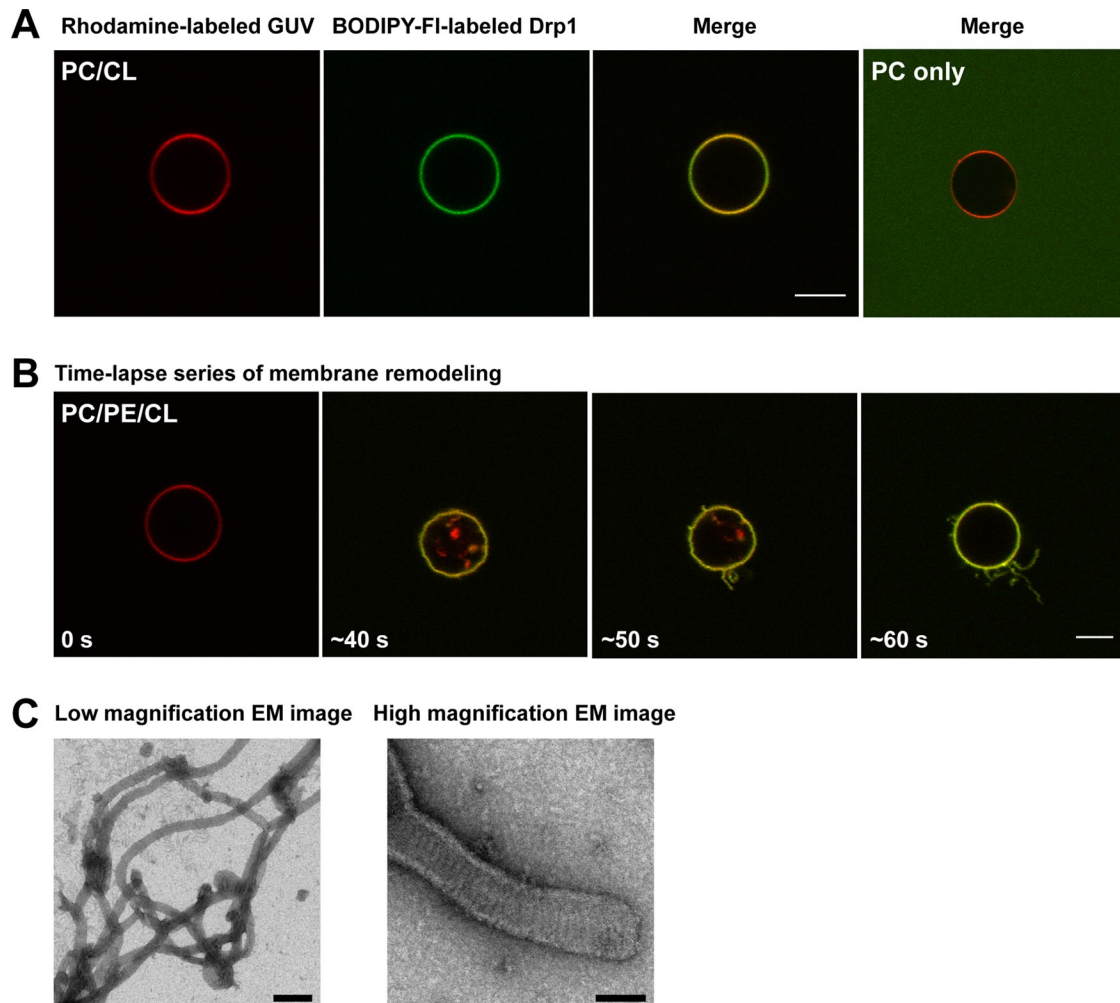 A
Rhodamine-labeled GUV
BODIPY-Fl-labeled Drp1
Merge
Merge
PC/CL
PC only
B
Time-lapse series of membrane remodeling
PC/PE/CL
0 s
~40 s
~50 s
~60 s
C
Low magnification EM image
High magnification EM image